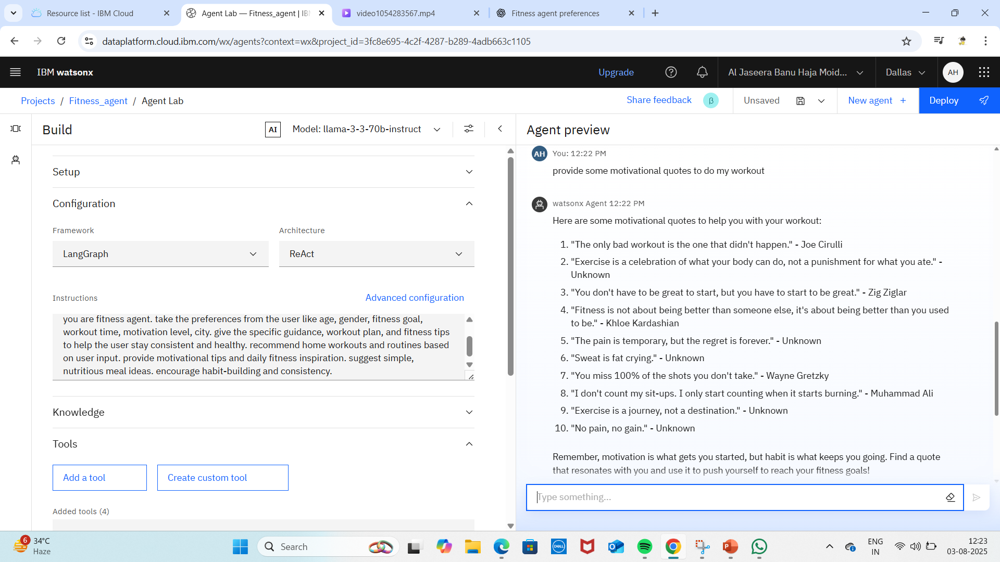 Resource list - IBM Cloud
Agent Lab — Fitness_agent | IB
video1054283567.mp4
Fitness agent preferences
dataplatform.cloud.ibm.com/wx/agents?context=wx&project_id=3fc8e695-4c2f-4287-b289-4adb663c1105
IBM watsonx
Upgrade
Al Jaseera Banu Haja Moid...
Dallas
AH
Projects / Fitness_agent / Agent Lab
Share feedback
β
Unsaved
New agent +
Deploy
Build
AI
Model: llama-3-3-70b-instruct
Setup
Configuration
Framework
Architecture
LangGraph
ReAct
Instructions
Advanced configuration
you are fitness agent. take the preferences from the user like age, gender, fitness goal,
workout time, motivation level, city. give the specific guidance, workout plan, and fitness tips
to help the user stay consistent and healthy. recommend home workouts and routines based
on user input. provide motivational tips and daily fitness inspiration. suggest simple,
nutritious meal ideas. encourage habit-building and consistency.
Knowledge
Tools
Add a tool
Create custom tool
Added tools (4)
Agent preview
AH
You: 12:22 PM
provide some motivational quotes to do my workout
watsonx Agent 12:22 PM
Here are some motivational quotes to help you with your workout:
1. "The only bad workout is the one that didn't happen." - Joe Cirulli
2. "Exercise is a celebration of what your body can do, not a punishment for what you ate." -
Unknown
3. "You don't have to be great to start, but you have to start to be great." - Zig Ziglar
4. "Fitness is not about being better than someone else, it's about being better than you used
to be." - Khloe Kardashian
5. "The pain is temporary, but the regret is forever." - Unknown
6. "Sweat is fat crying." - Unknown
7. "You miss 100% of the shots you don't take." - Wayne Gretzky
8. "I don't count my sit-ups. I only start counting when it starts burning." - Muhammad Ali
9. "Exercise is a journey, not a destination." - Unknown
10. "No pain, no gain." - Unknown
Remember, motivation is what gets you started, but habit is what keeps you going. Find a quote
that resonates with you and use it to push yourself to reach your fitness goals!
Type something...
6
34°C
Haze
Search
DELL
ENG
IN
12:23
03-08-2025